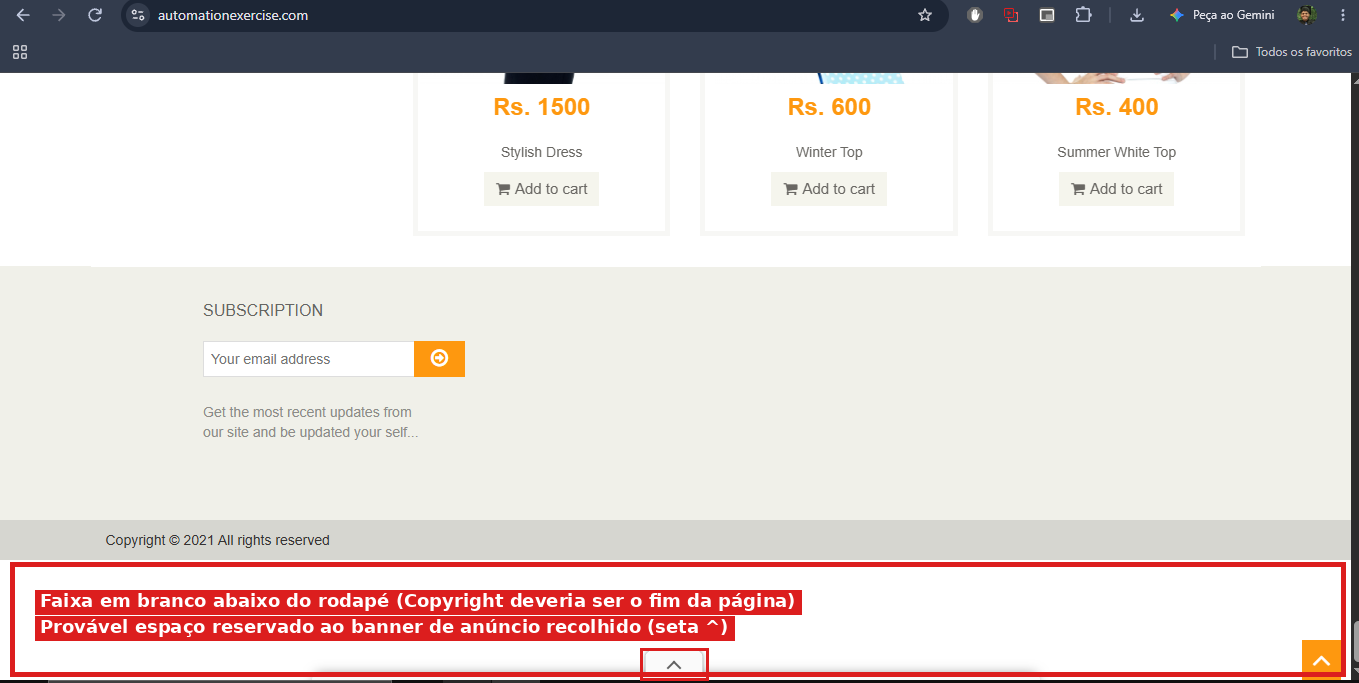 automationexercise.com
Peça ao Gemini
Todos os favoritos
Rs. 1500
Rs. 600
Rs. 400
Stylish Dress
Winter Top
Summer White Top
Add to cart
Add to cart
Add to cart
SUBSCRIPTION
Your email address
Get the most recent updates from
our site and be updated your self...
Copyright © 2021 All rights reserved
Faixa em branco abaixo do rodapé (Copyright deveria ser o fim da página)
Provável espaço reservado ao banner de anúncio recolhido (seta ^)